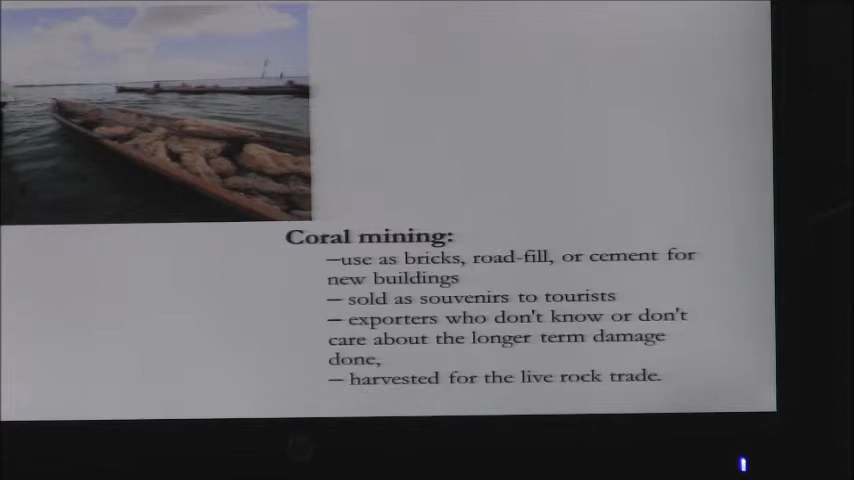 Coral mining:
–use as bricks, road-fill, or cement for
new buildings
– sold as souvenirs to tourists
– exporters who don't know or don't
care about the longer term damage
done,
– harvested for the live rock trade.